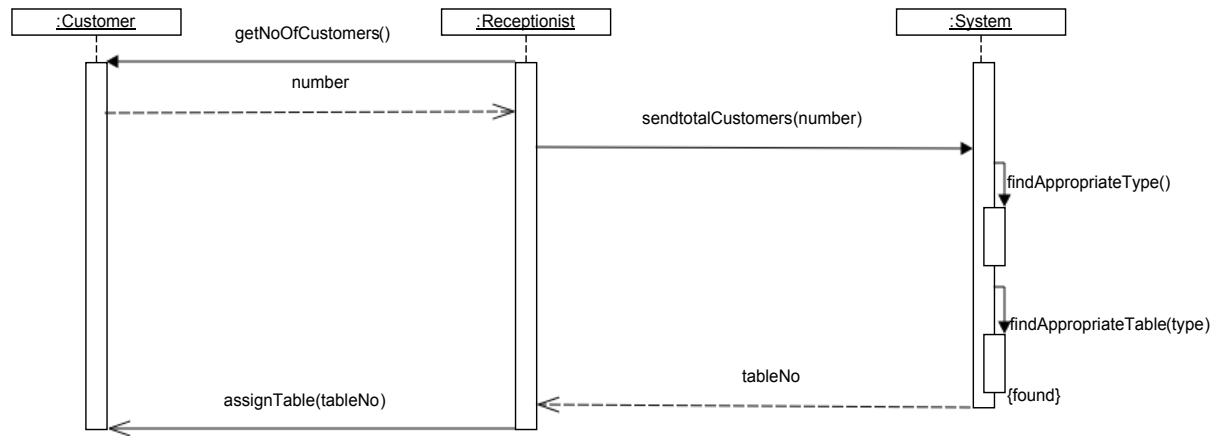 :Customer
:Receptionist
:System
getNoOfCustomers()
number
sendtotalCustomers(number)
findAppropriateType()
findAppropriateTable(type)
tableNo
{found}
assignTable(tableNo)